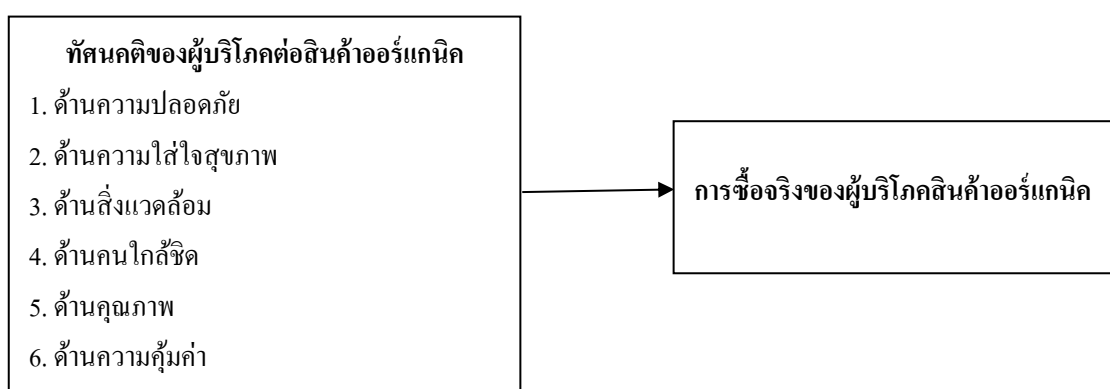 ทัศนคติของผู้บริโภคต่อสินค้าออร์แกนิค
1. ด้านความปลอดภัย
2. ด้านความใส่ใจสุขภาพ
3. ด้านสิ่งแวดล้อม
4. ด้านคนใกล้ชิด
5. ด้านคุณภาพ
6. ด้านความคุ้มค่า
การซื้อจริงของผู้บริโภคสินค้าออร์แกนิค